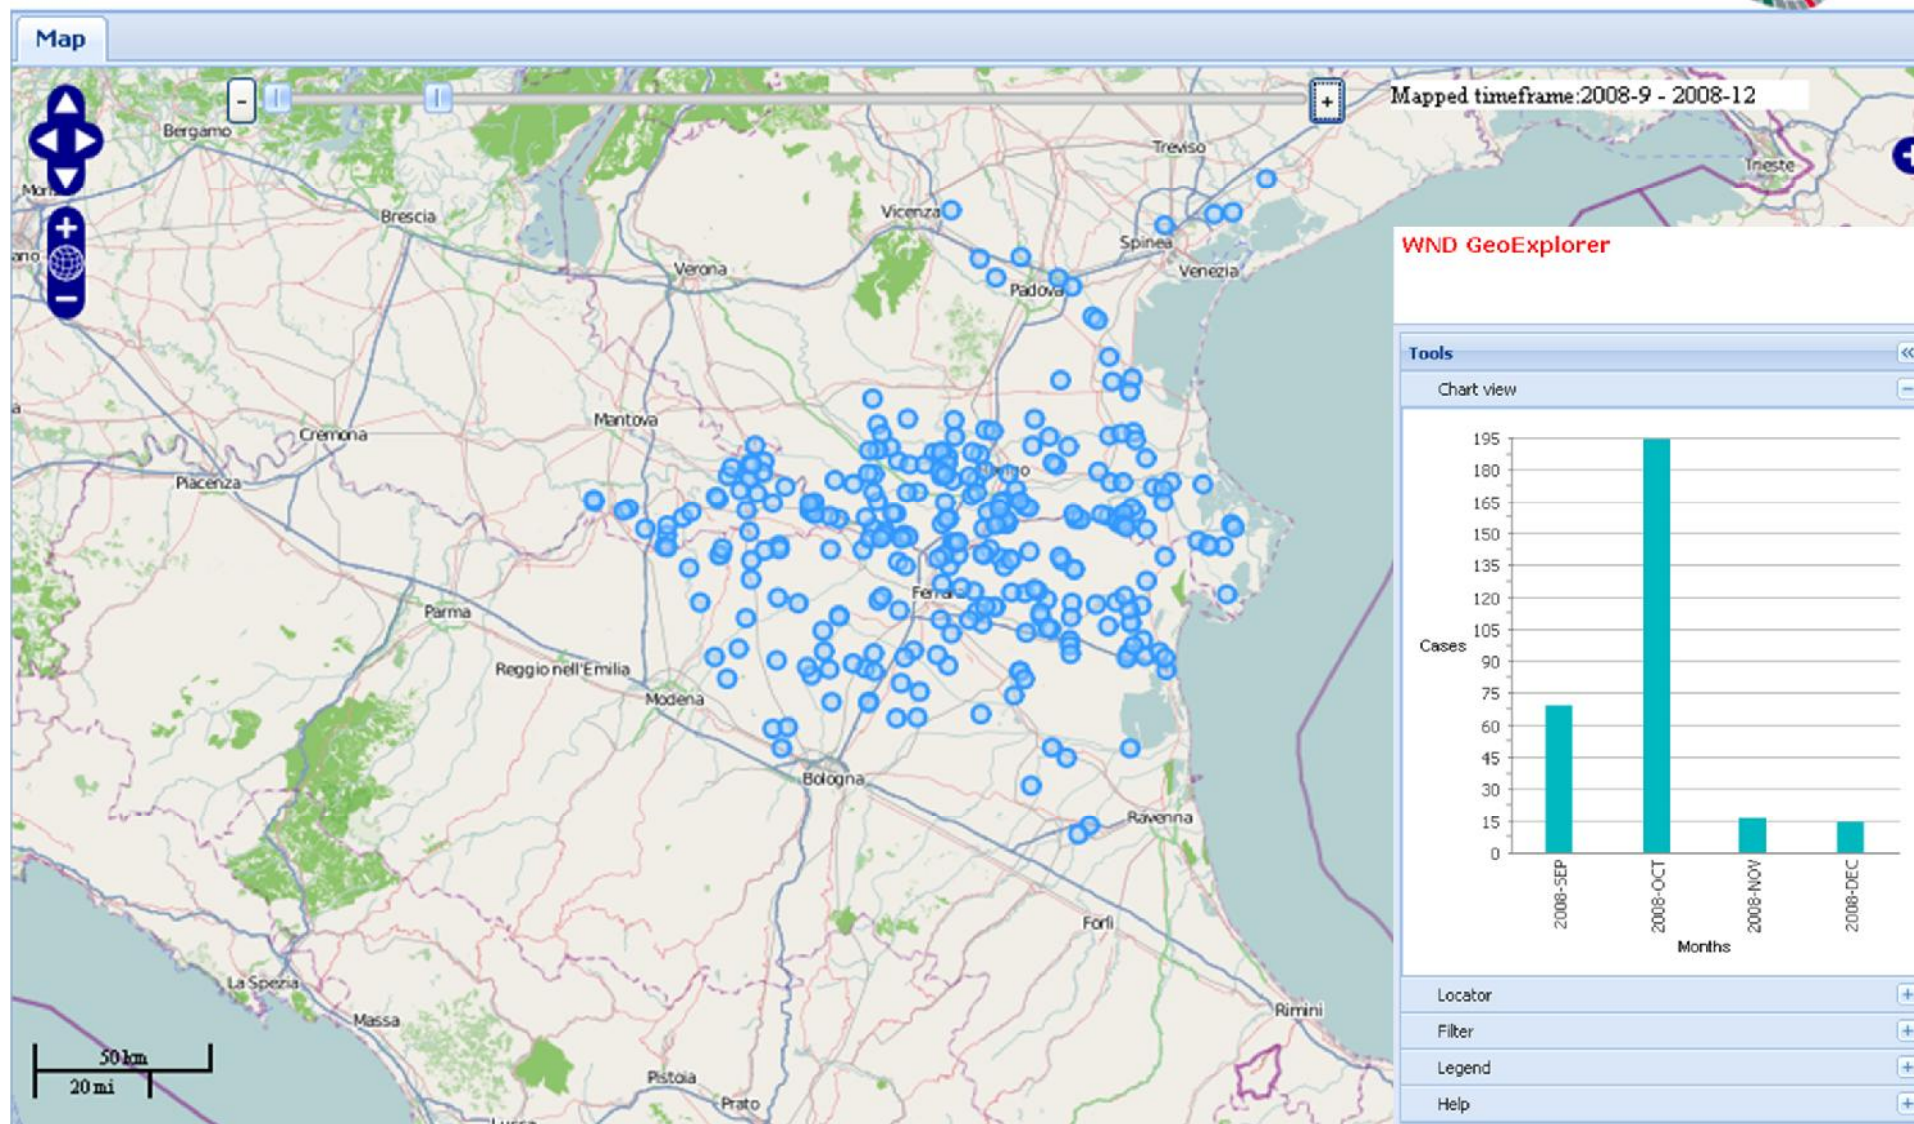 Map
-
+
Mapped timeframe:2008-9 - 2008-12
Bergamo
Treviso
Trieste
Brescia
Vicenza
Spinea
Verona
Venezia
Padova
WND GeoExplorer
Tools
Chart view
Mantova
Cremona
Piacenza
Parma
Reggio nell'Emilia
Modena
Bologna
Ravenna
Forlì
La Spezia
Massa
Rimini
Pistoia
Prato
50 km
20 mi
195
180
165
150
135
120
105
90
75
60
45
30
15
0
Cases
2008-SEP
2008-OCT
2008-NOV
2008-DEC
Months
Locator
Filter
Legend
Help